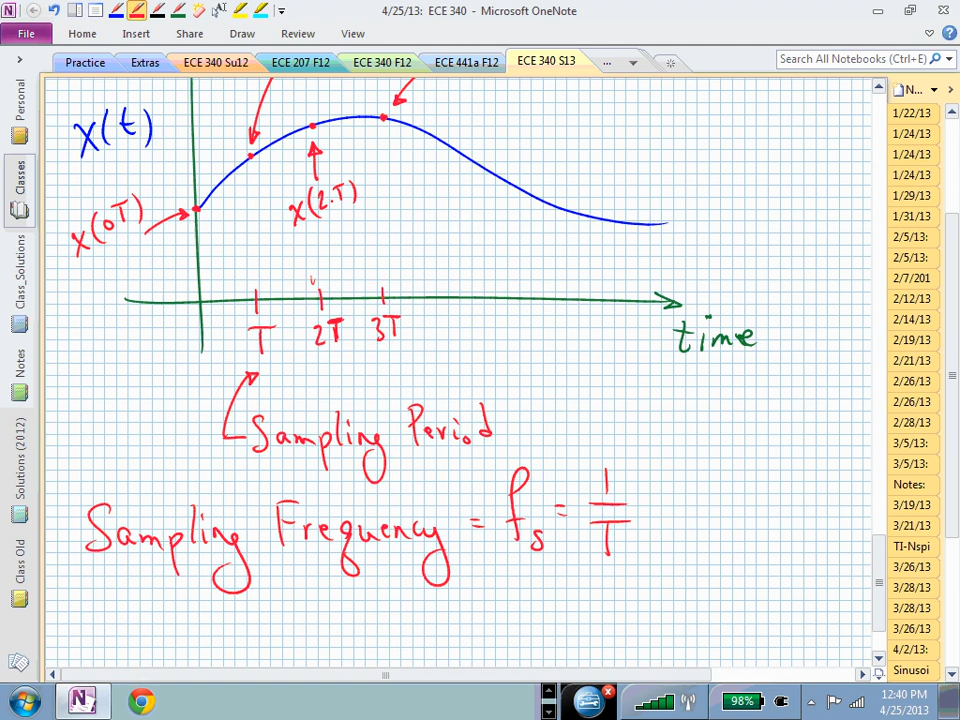 4/25/13: ECE 340 - Microsoft OneNote
File Home Insert Share Draw Review View
Practice Extras ECE 340 Su12 ECE 207 F12 ECE 340 F12 ECE 441a F12 ECE 340 S13 ...
Search All Notebooks (Ctrl+E)
Personal
Classes
Class_Solutions
Notes
Solutions (2012)
Class Old
x(t)
x(0T)
x(2·T)
T 2T 3T
time
Sampling Period
Sampling Frequency = fs = 1/T
N...
1/22/13
1/24/13
1/24/13
1/24/13
1/29/13
1/31/13
2/5/13:
2/5/13:
2/7/201
2/12/13
2/14/13
2/19/13
2/21/13
2/26/13
2/26/13
2/28/13
3/5/13:
3/5/13:
Notes:
3/19/13
3/21/13
TI-Nspi
3/26/13
3/28/13
3/28/13
3/26/13
4/2/13:
Sinusoi
98%
12:40 PM
4/25/2013